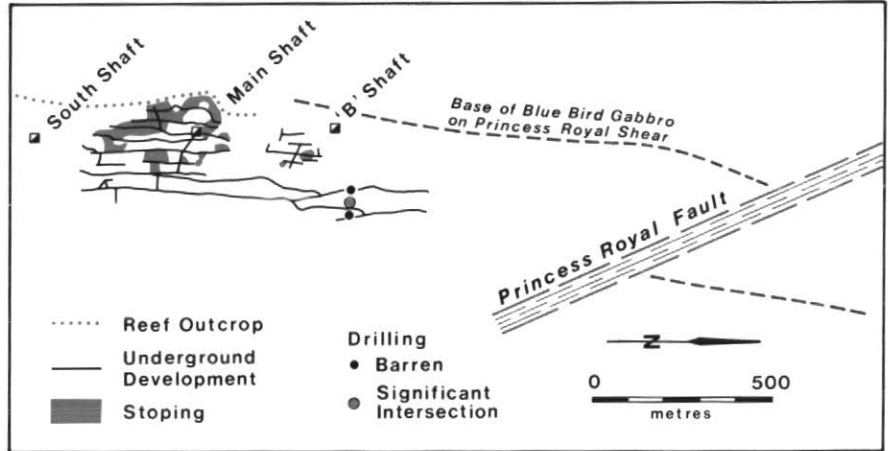 South Shaft
Main Shaft
'B' Shaft
Base of Blue Bird Gabbro
on Princess Royal Shear
Princess Royal Fault
Reef Outcrop
Underground
Development
Stoping
Drilling
Barren
Significant
Intersection
N
0 500
metres